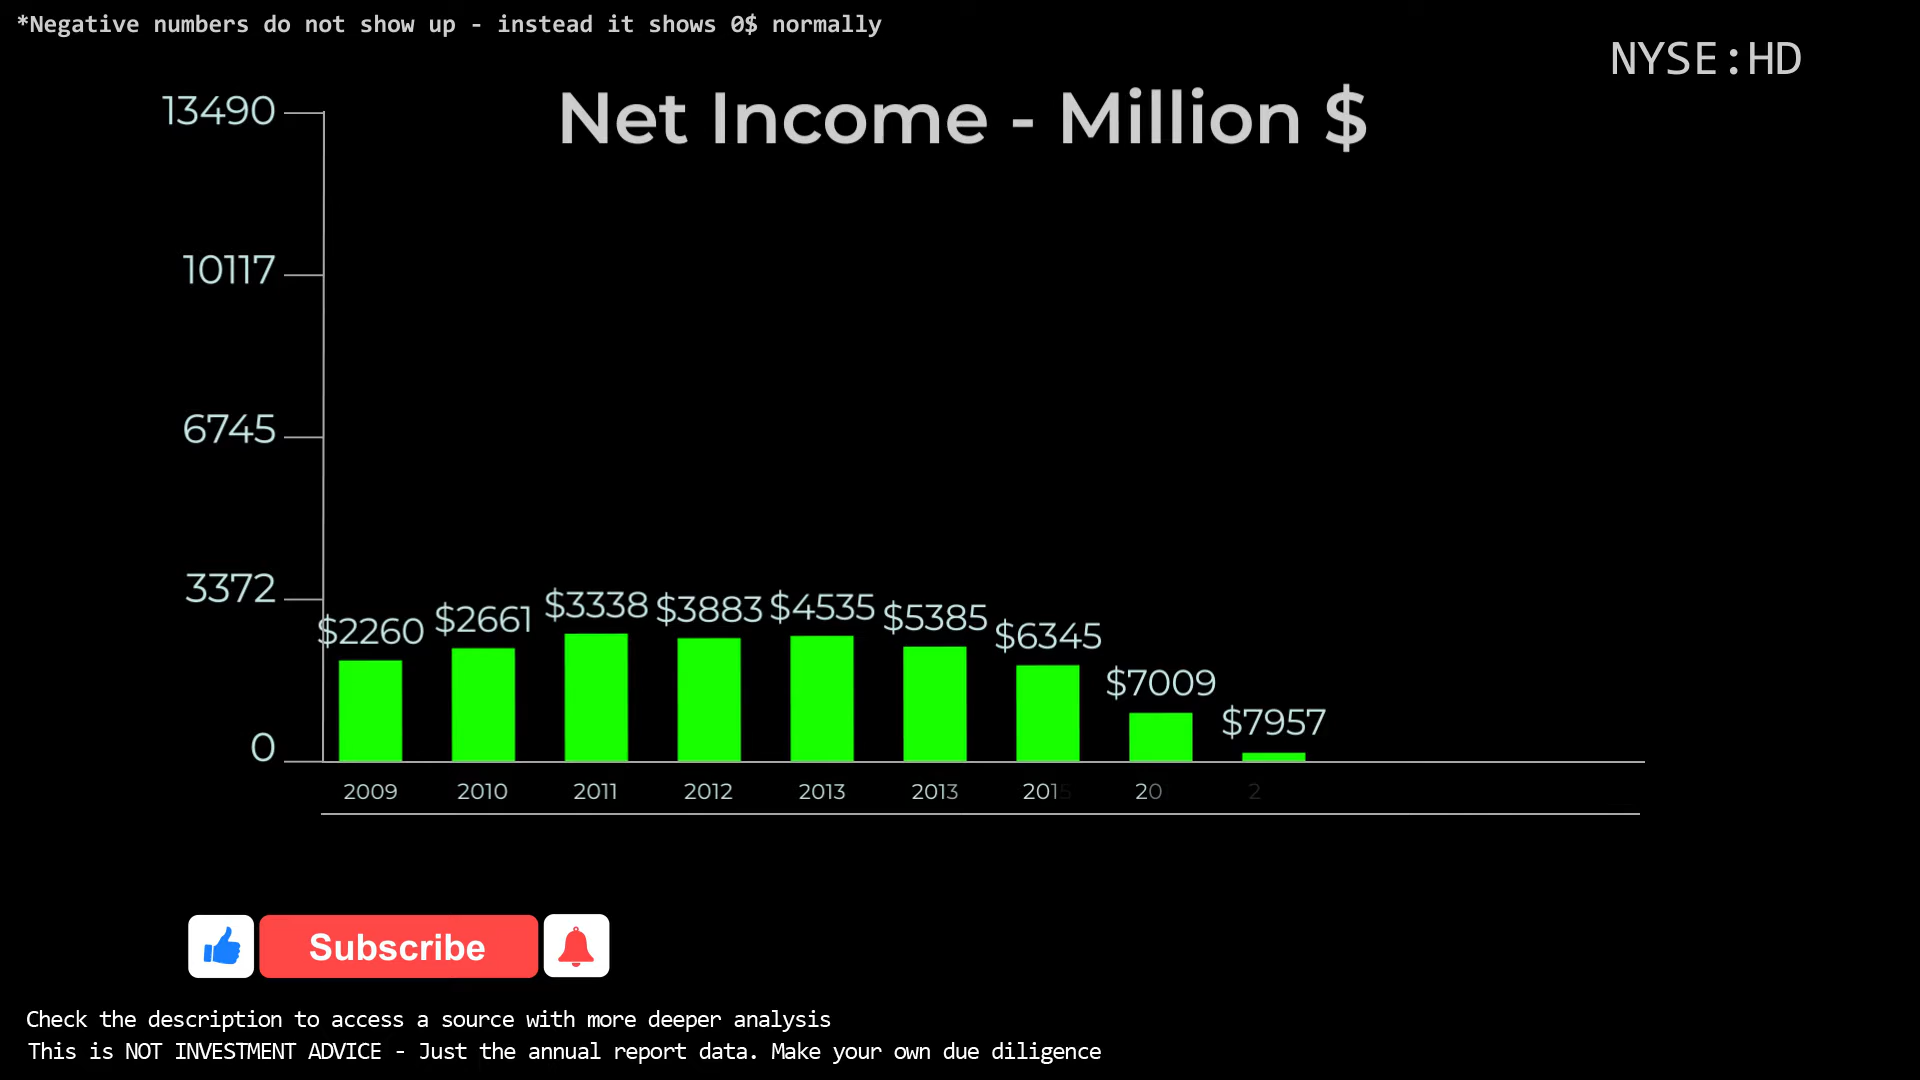 *Negative numbers do not show up - instead it shows 0$ normally
NYSE:HD
Net Income - Million $
13490
10117
6745
3372
0
$2260 $2661 $3338 $3883 $4535 $5385 $6345 $7009 $7957
2009 2010 2011 2012 2013 2013 2015 20 2
Subscribe
Check the description to access a source with more deeper analysis
This is NOT INVESTMENT ADVICE - Just the annual report data. Make your own due diligence